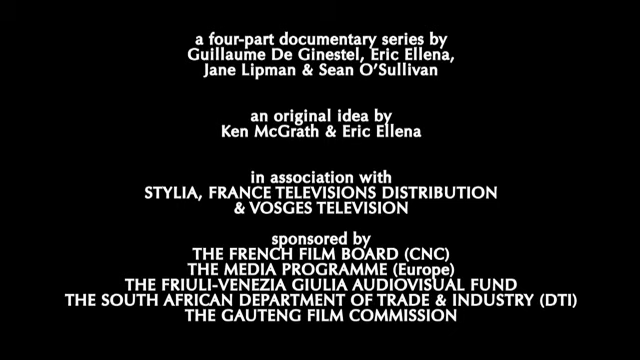 a four-part documentary series by
Guillaume De Ginestel, Eric Ellena,
Jane Lipman & Sean O'Sullivan
an original idea by
Ken McGrath & Eric Ellena
in association with
STYLIA, FRANCE TELEVISIONS DISTRIBUTION
& VOSGES TELEVISION
sponsored by
THE FRENCH FILM BOARD (CNC)
THE MEDIA PROGRAMME (Europe)
THE FRIULI-VENEZIA GIULIA AUDIOVISUAL FUND
THE SOUTH AFRICAN DEPARTMENT OF TRADE & INDUSTRY (DTI)
THE GAUTENG FILM COMMISSION